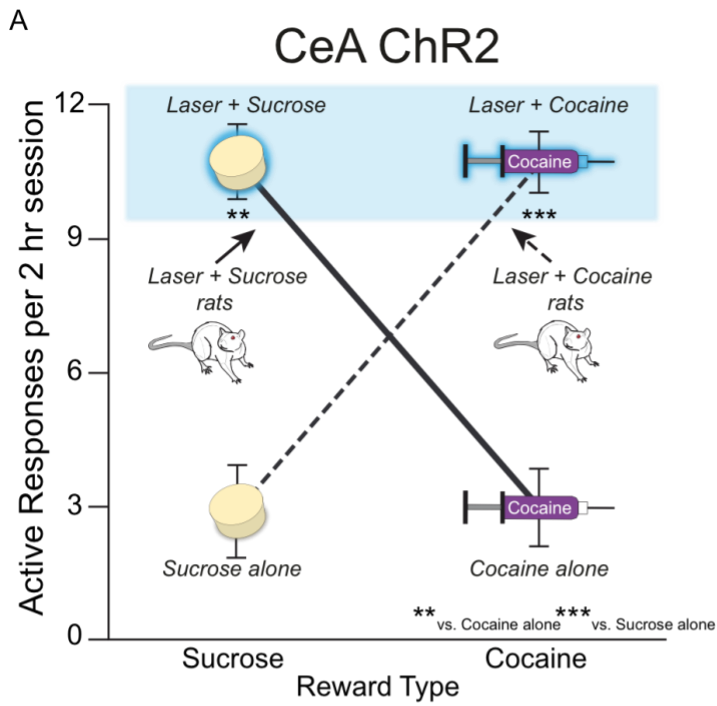 A
CeA ChR2
Active Responses per 2 hr session
12
9
6
3
0
Laser + Sucrose
Laser + Cocaine
Cocaine
**
***
Laser + Sucrose
rats
Laser + Cocaine
rats
Cocaine
Sucrose alone
Cocaine alone
** vs. Cocaine alone *** vs. Sucrose alone
Sucrose
Cocaine
Reward Type